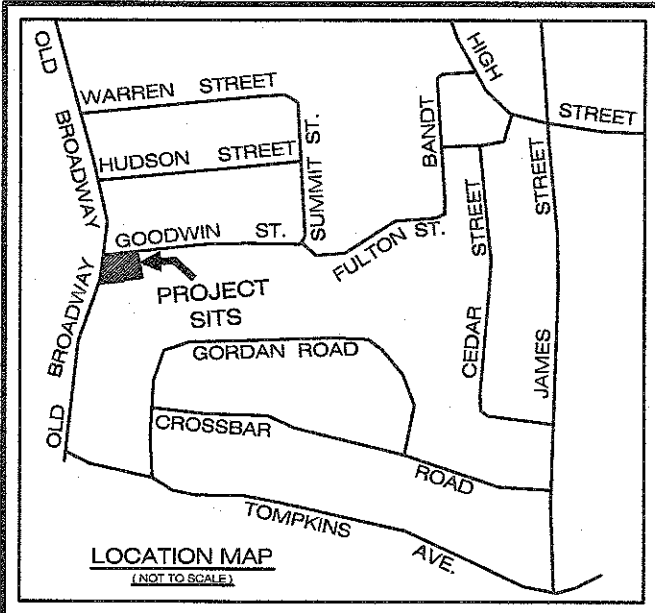 OLD BROADWAY
WARREN STREET
HUDSON STREET
SUMMIT ST.
GOODWIN ST.
FULTON ST.
BANDT
HIGH STREET
CEDAR STREET
JAMES STREET
OLD BROADWAY
PROJECT
SITS
GORDAN ROAD
CROSSBAR ROAD
TOMPKINS AVE.
LOCATION MAP
(NOT TO SCALE)